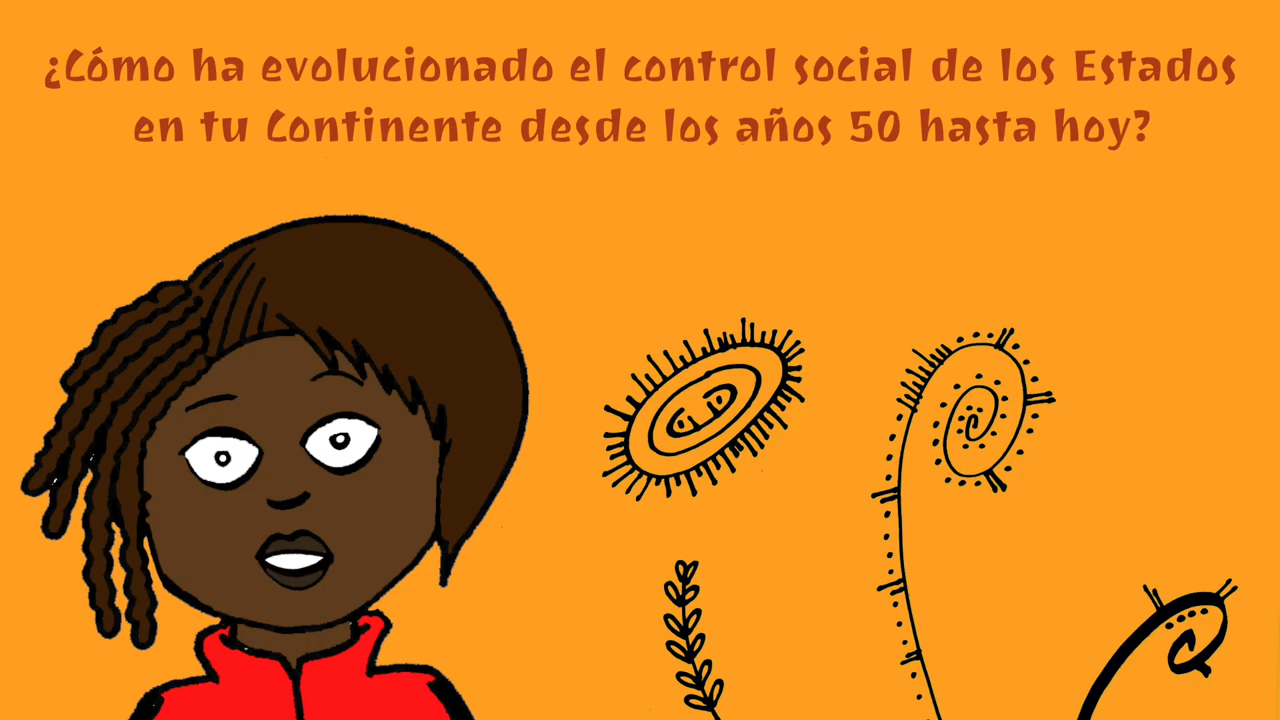 ¿Cómo ha evolucionado el control social de los Estados
en tu Continente desde los años 50 hasta hoy?